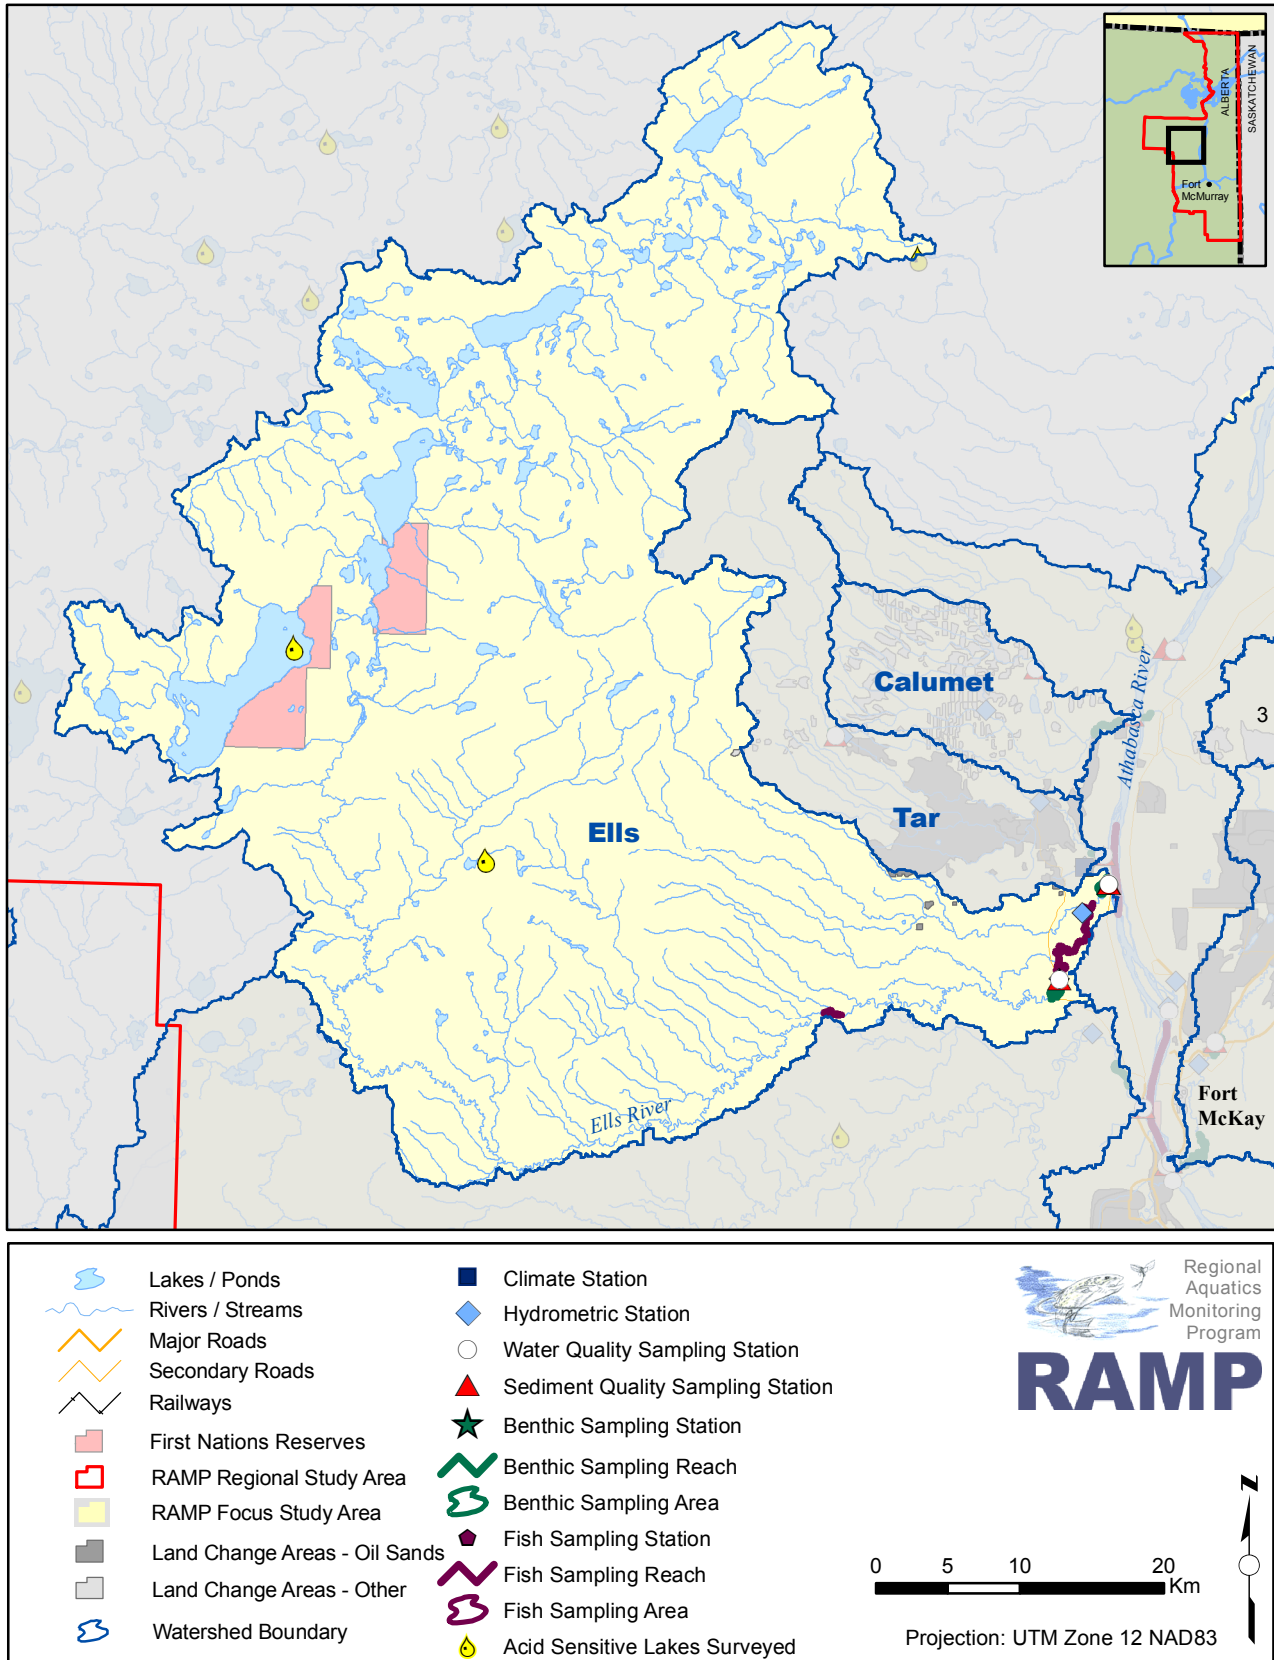 ALBERTA
SASKATCHEWAN
Fort
McMurray
Calumet
Athabasca River
3
Tar
Ells
Ells River
Fort
McKay
Lakes / Ponds
Rivers / Streams
Major Roads
Secondary Roads
Railways
First Nations Reserves
RAMP Regional Study Area
RAMP Focus Study Area
Land Change Areas - Oil Sands
Land Change Areas - Other
Watershed Boundary
Climate Station
Hydrometric Station
Water Quality Sampling Station
Sediment Quality Sampling Station
Benthic Sampling Station
Benthic Sampling Reach
Benthic Sampling Area
Fish Sampling Station
Fish Sampling Reach
Fish Sampling Area
Acid Sensitive Lakes Surveyed
Regional
Aquatics
Monitoring
Program
RAMP
N
0 5 10 20
Km
Projection: UTM Zone 12 NAD83